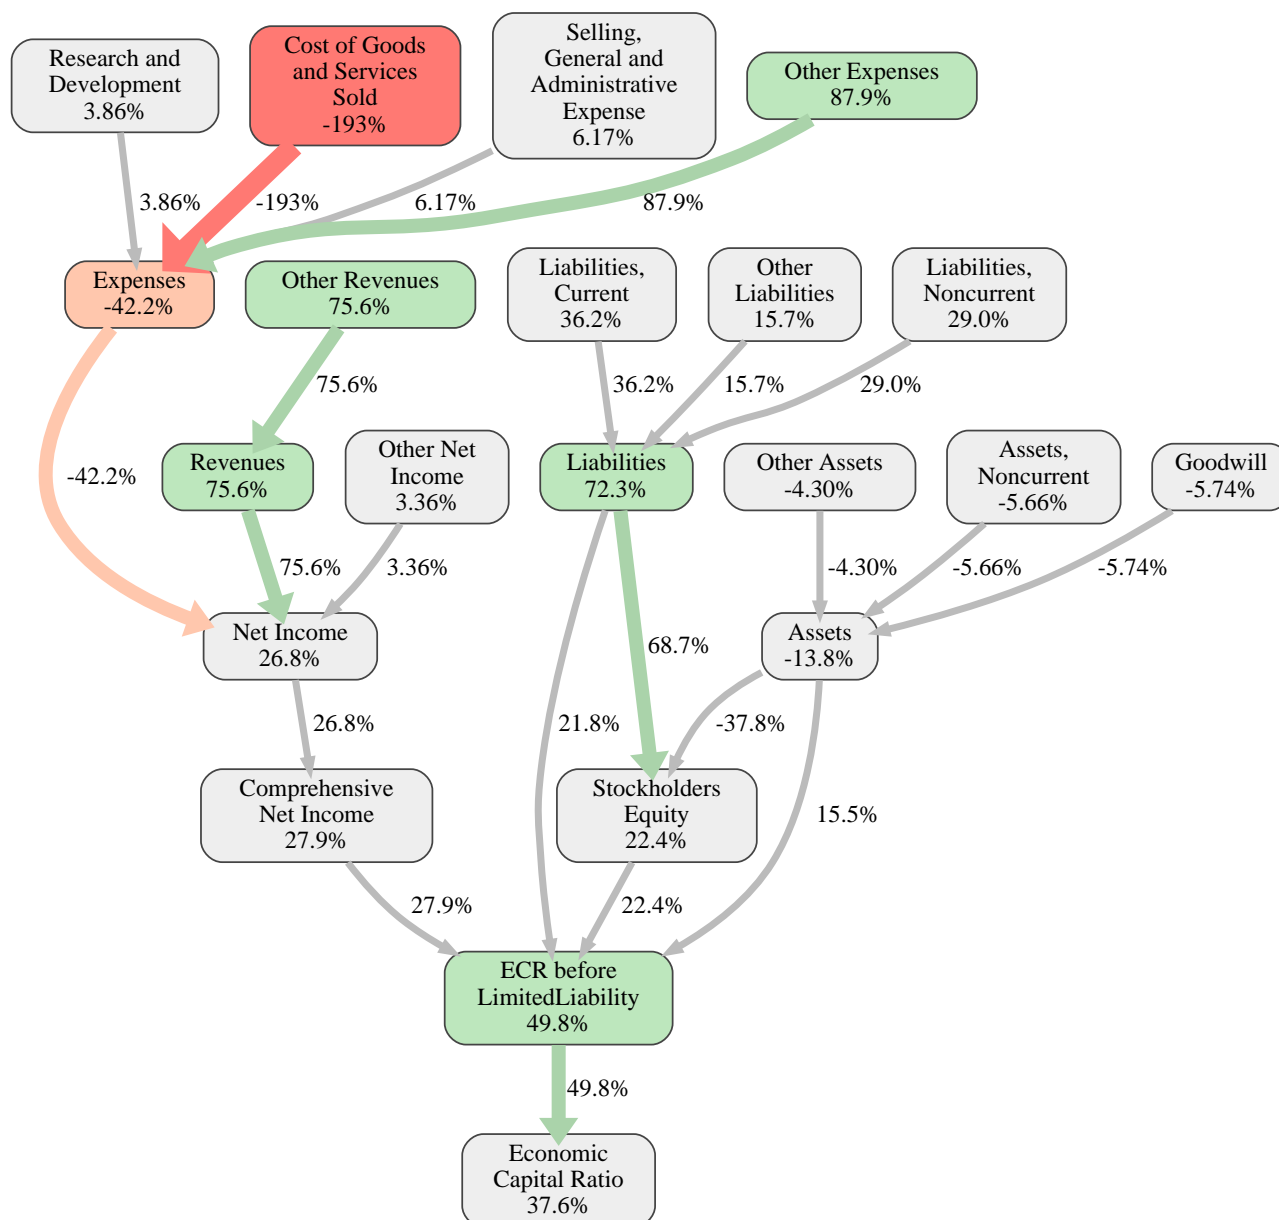 Research and
Development
3.86%
Cost of Goods
and Services
Sold
-193%
Selling,
General and
Administrative
Expense
6.17%
Other Expenses
87.9%
3.86%
-193%
6.17%
87.9%
Expenses
-42.2%
Other Revenues
75.6%
Liabilities,
Current
36.2%
Other
Liabilities
15.7%
Liabilities,
Noncurrent
29.0%
75.6%
36.2%
15.7%
29.0%
-42.2%
Revenues
75.6%
Other Net
Income
3.36%
Liabilities
72.3%
Other Assets
-4.30%
Assets,
Noncurrent
-5.66%
Goodwill
-5.74%
75.6%
3.36%
-4.30%
-5.66%
-5.74%
Net Income
26.8%
68.7%
Assets
-13.8%
26.8%
21.8%
-37.8%
15.5%
Comprehensive
Net Income
27.9%
Stockholders
Equity
22.4%
27.9%
22.4%
ECR before
LimitedLiability
49.8%
49.8%
Economic
Capital Ratio
37.6%